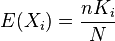 E(X_i) = \frac{nK_i}{N}